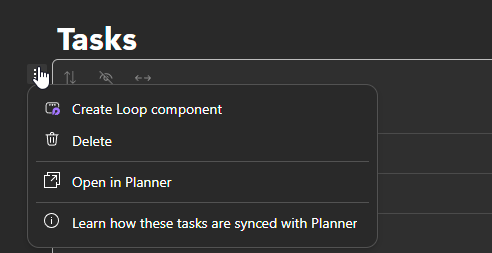 Tasks
Create Loop component
Delete
Open in Planner
Learn how these tasks are synced with Planner